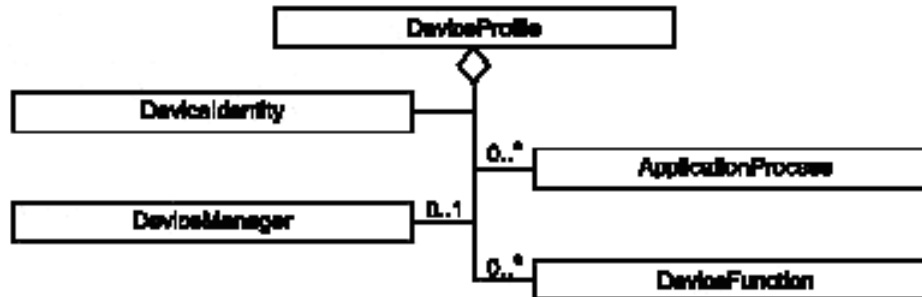 DeviceProfile
DeviceIdentity
0..*
ApplicationProcess
DeviceManager
0..1
0..*
DeviceFunction